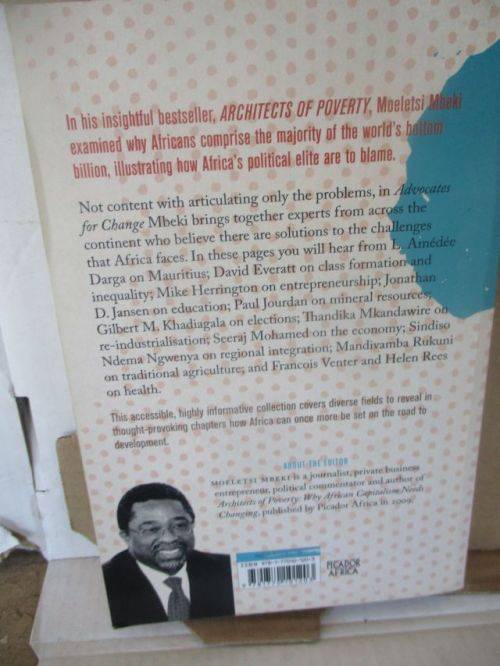 In his insightful bestseller, ARCHITECTS OF POVERTY, Moeletsi Mbeki
examined why Africans comprise the majority of the world's bottom
billion, illustrating how Africa's political elite are to blame.
Not content with articulating only the problems, in Advocates
for Change Mbeki brings together experts from across the
continent who believe there are solutions to the challenges
that Africa faces. In these pages you will hear from L. Amédée
Darga on Mauritius; David Everatt on class formation and
inequality; Mike Herrington on entrepreneurship; Jonathan
D. Jansen on education; Paul Jourdan on mineral resources;
Gilbert M. Khadiagala on elections; Thandika Mkandawire on
re-industrialisation; Seeraj Mohamed on the economy; Sindiso
Ndema Ngwenya on regional integration; Mandivamba Rukuni
on traditional agriculture; and Francois Venter and Helen Rees
on health.
This accessible, highly informative collection covers diverse fields to reveal in
thought-provoking chapters how Africa can once more be set on the road to
development.
ABOUT THE EDITOR
MOELETSI MBEKI is a journalist, private business
entrepreneur, political commentator and author of
Architects of Poverty: Why African Capitalism Needs
Changing, published by Picador Africa in 2009.
ISBN
PICADOR
AFRICA